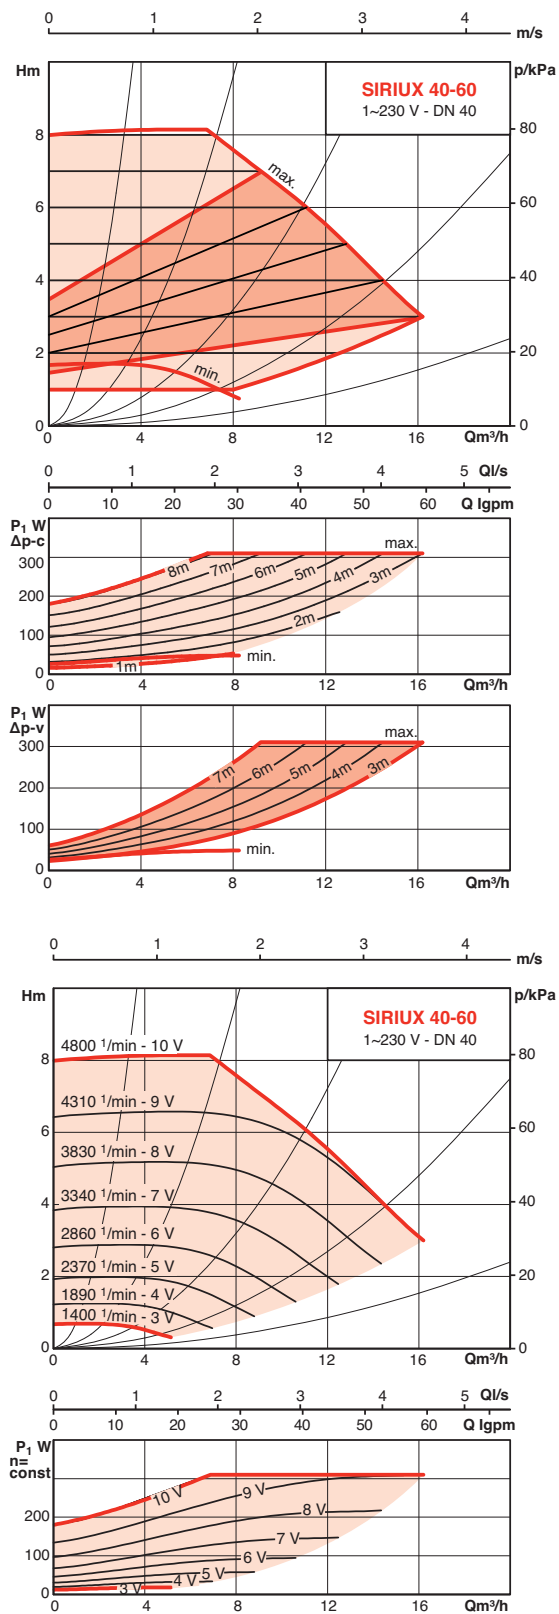 0 1 2 3 4
m/s
Hm p/kPa
SIRIUX 40-60
1~230 V - DN 40
8 80
max.
6 60
4 40
2 20
min.
0 0
0 4 8 12 16
Qm³/h
0 1 2 3 4 5 Ql/s
0 10 20 30 40 50 60 Q Igpm
P₁ W
Δp-c
max.
300
8m 7m 6m 5m 4m 3m
200
2m
100
min.
1m
0
0 4 8 12 16 Qm³/h
P₁ W
Δp-v
max.
300
7m 6m 5m 4m 3m
200
100
min.
0
0 4 8 12 16 Qm³/h
0 1 2 3 4
m/s
Hm p/kPa
SIRIUX 40-60
1~230 V - DN 40
4800 ¹/min - 10 V
8 80
4310 ¹/min - 9 V
6 60
3830 ¹/min - 8 V
3340 ¹/min - 7 V
4 40
2860 ¹/min - 6 V
2370 ¹/min - 5 V
2 20
1890 ¹/min - 4 V
1400 ¹/min - 3 V
0 0
0 4 8 12 16 Qm³/h
0 1 2 3 4 5 Ql/s
0 10 20 30 40 50 60 Q Igpm
P₁ W
n=
const
10 V 9 V
200
8 V
7 V
100
6 V
5 V
4 V
3 V
0
0 4 8 12 16 Qm³/h